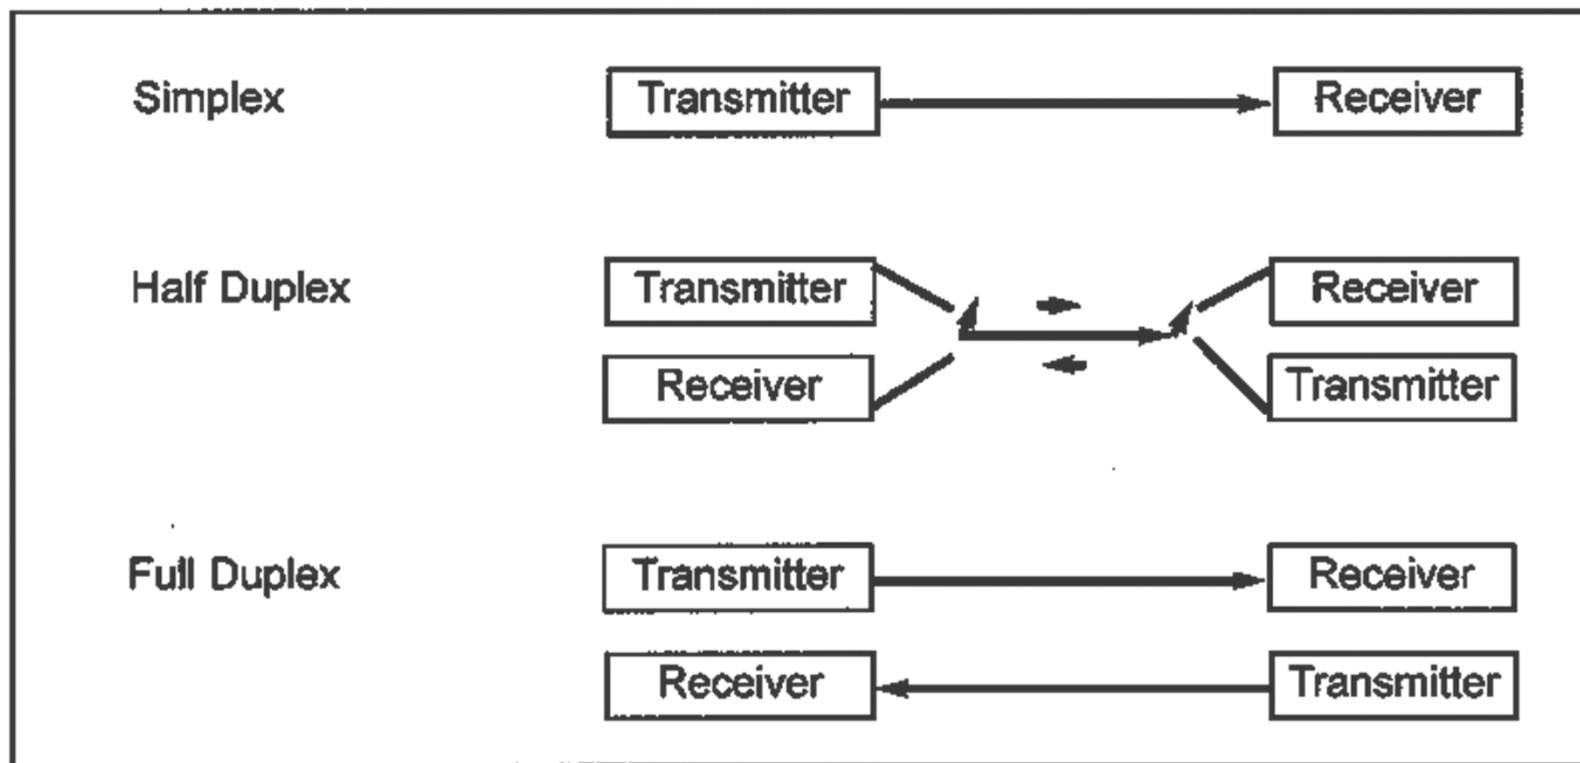 Simplex Transmitter Receiver
Half Duplex Transmitter Receiver
Receiver Transmitter
Full Duplex Transmitter Receiver
Receiver Transmitter